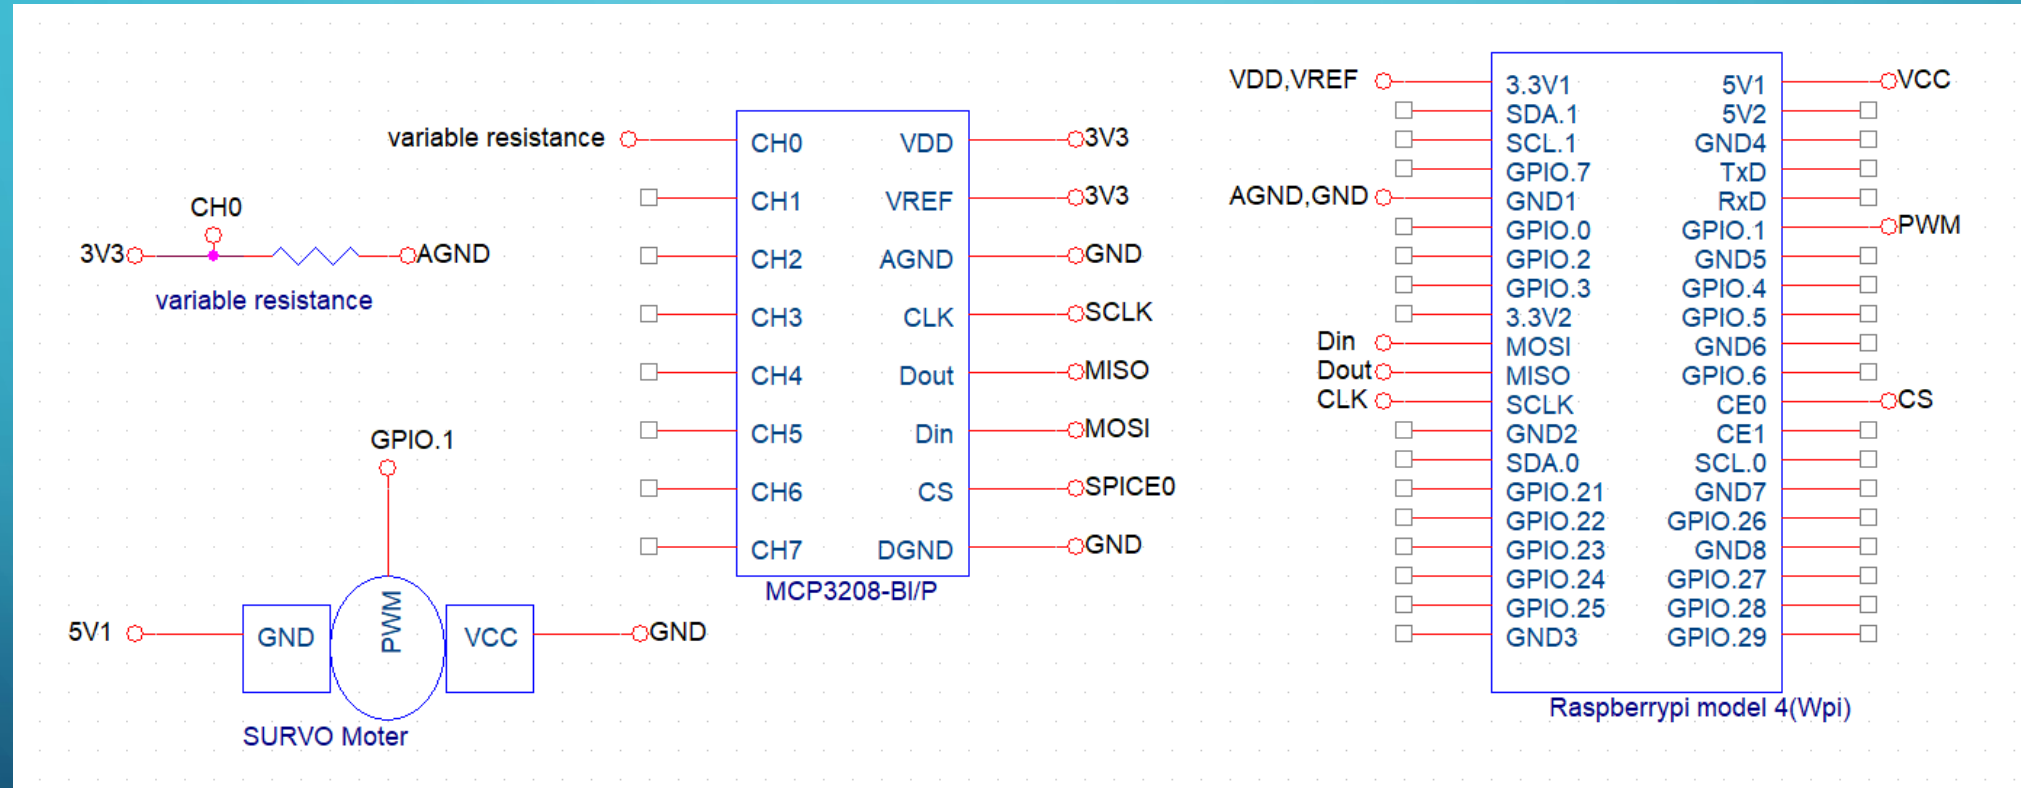 CH0
3V3
AGND
variable resistance
GPIO.1
5V1
GND
PWM
VCC
GND
SURVO Moter
variable resistance
CH0
VDD
3V3
CH1
VREF
3V3
CH2
AGND
GND
CH3
CLK
SCLK
CH4
Dout
MISO
CH5
Din
MOSI
CH6
CS
SPICE0
CH7
DGND
GND
MCP3208-BI/P
VDD,VREF
3.3V1
5V1
VCC
SDA.1
5V2
SCL.1
GND4
GPIO.7
TxD
AGND,GND
GND1
RxD
GPIO.0
GPIO.1
PWM
GPIO.2
GND5
GPIO.3
GPIO.4
3.3V2
GPIO.5
Din
MOSI
GND6
Dout
MISO
GPIO.6
CLK
SCLK
CE0
CS
GND2
CE1
SDA.0
SCL.0
GPIO.21
GND7
GPIO.22
GPIO.26
GPIO.23
GND8
GPIO.24
GPIO.27
GPIO.25
GPIO.28
GND3
GPIO.29
Raspberrypi model 4(Wpi)